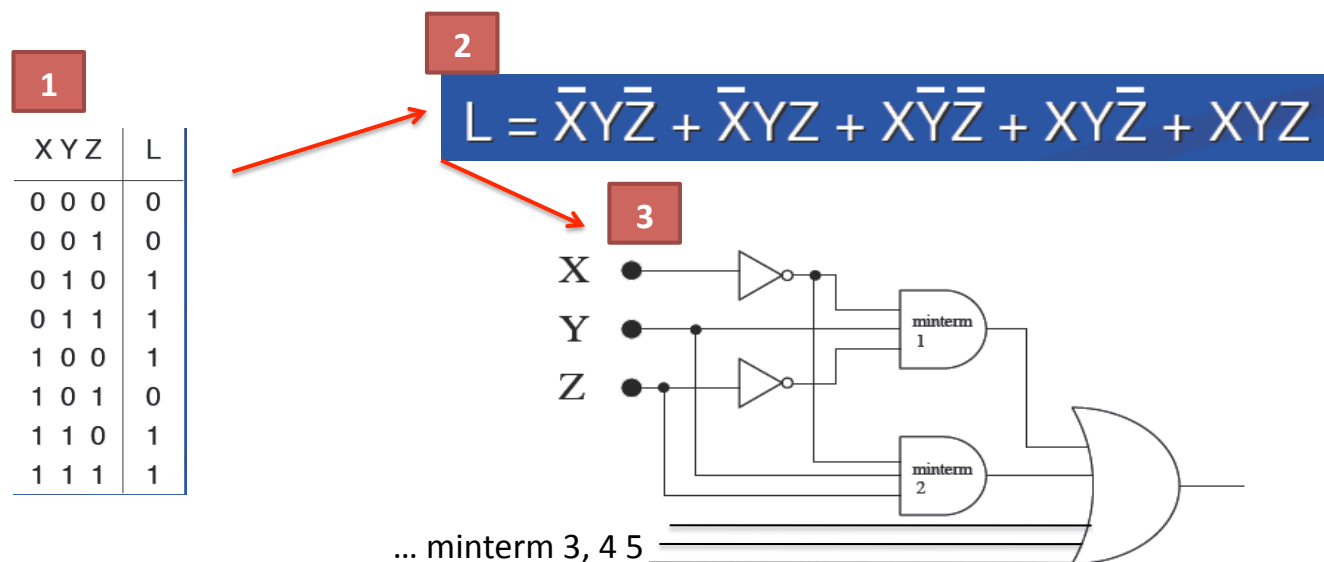 1
X Y Z L
0 0 0 0
0 0 1 0
0 1 0 1
0 1 1 1
1 0 0 1
1 0 1 0
1 1 0 1
1 1 1 1
2
L = X̅YZ̅ + X̅YZ + XY̅Z̅ + XYZ̅ + XYZ
3
X
Y
Z
minterm
1
minterm
2
... minterm 3, 4 5